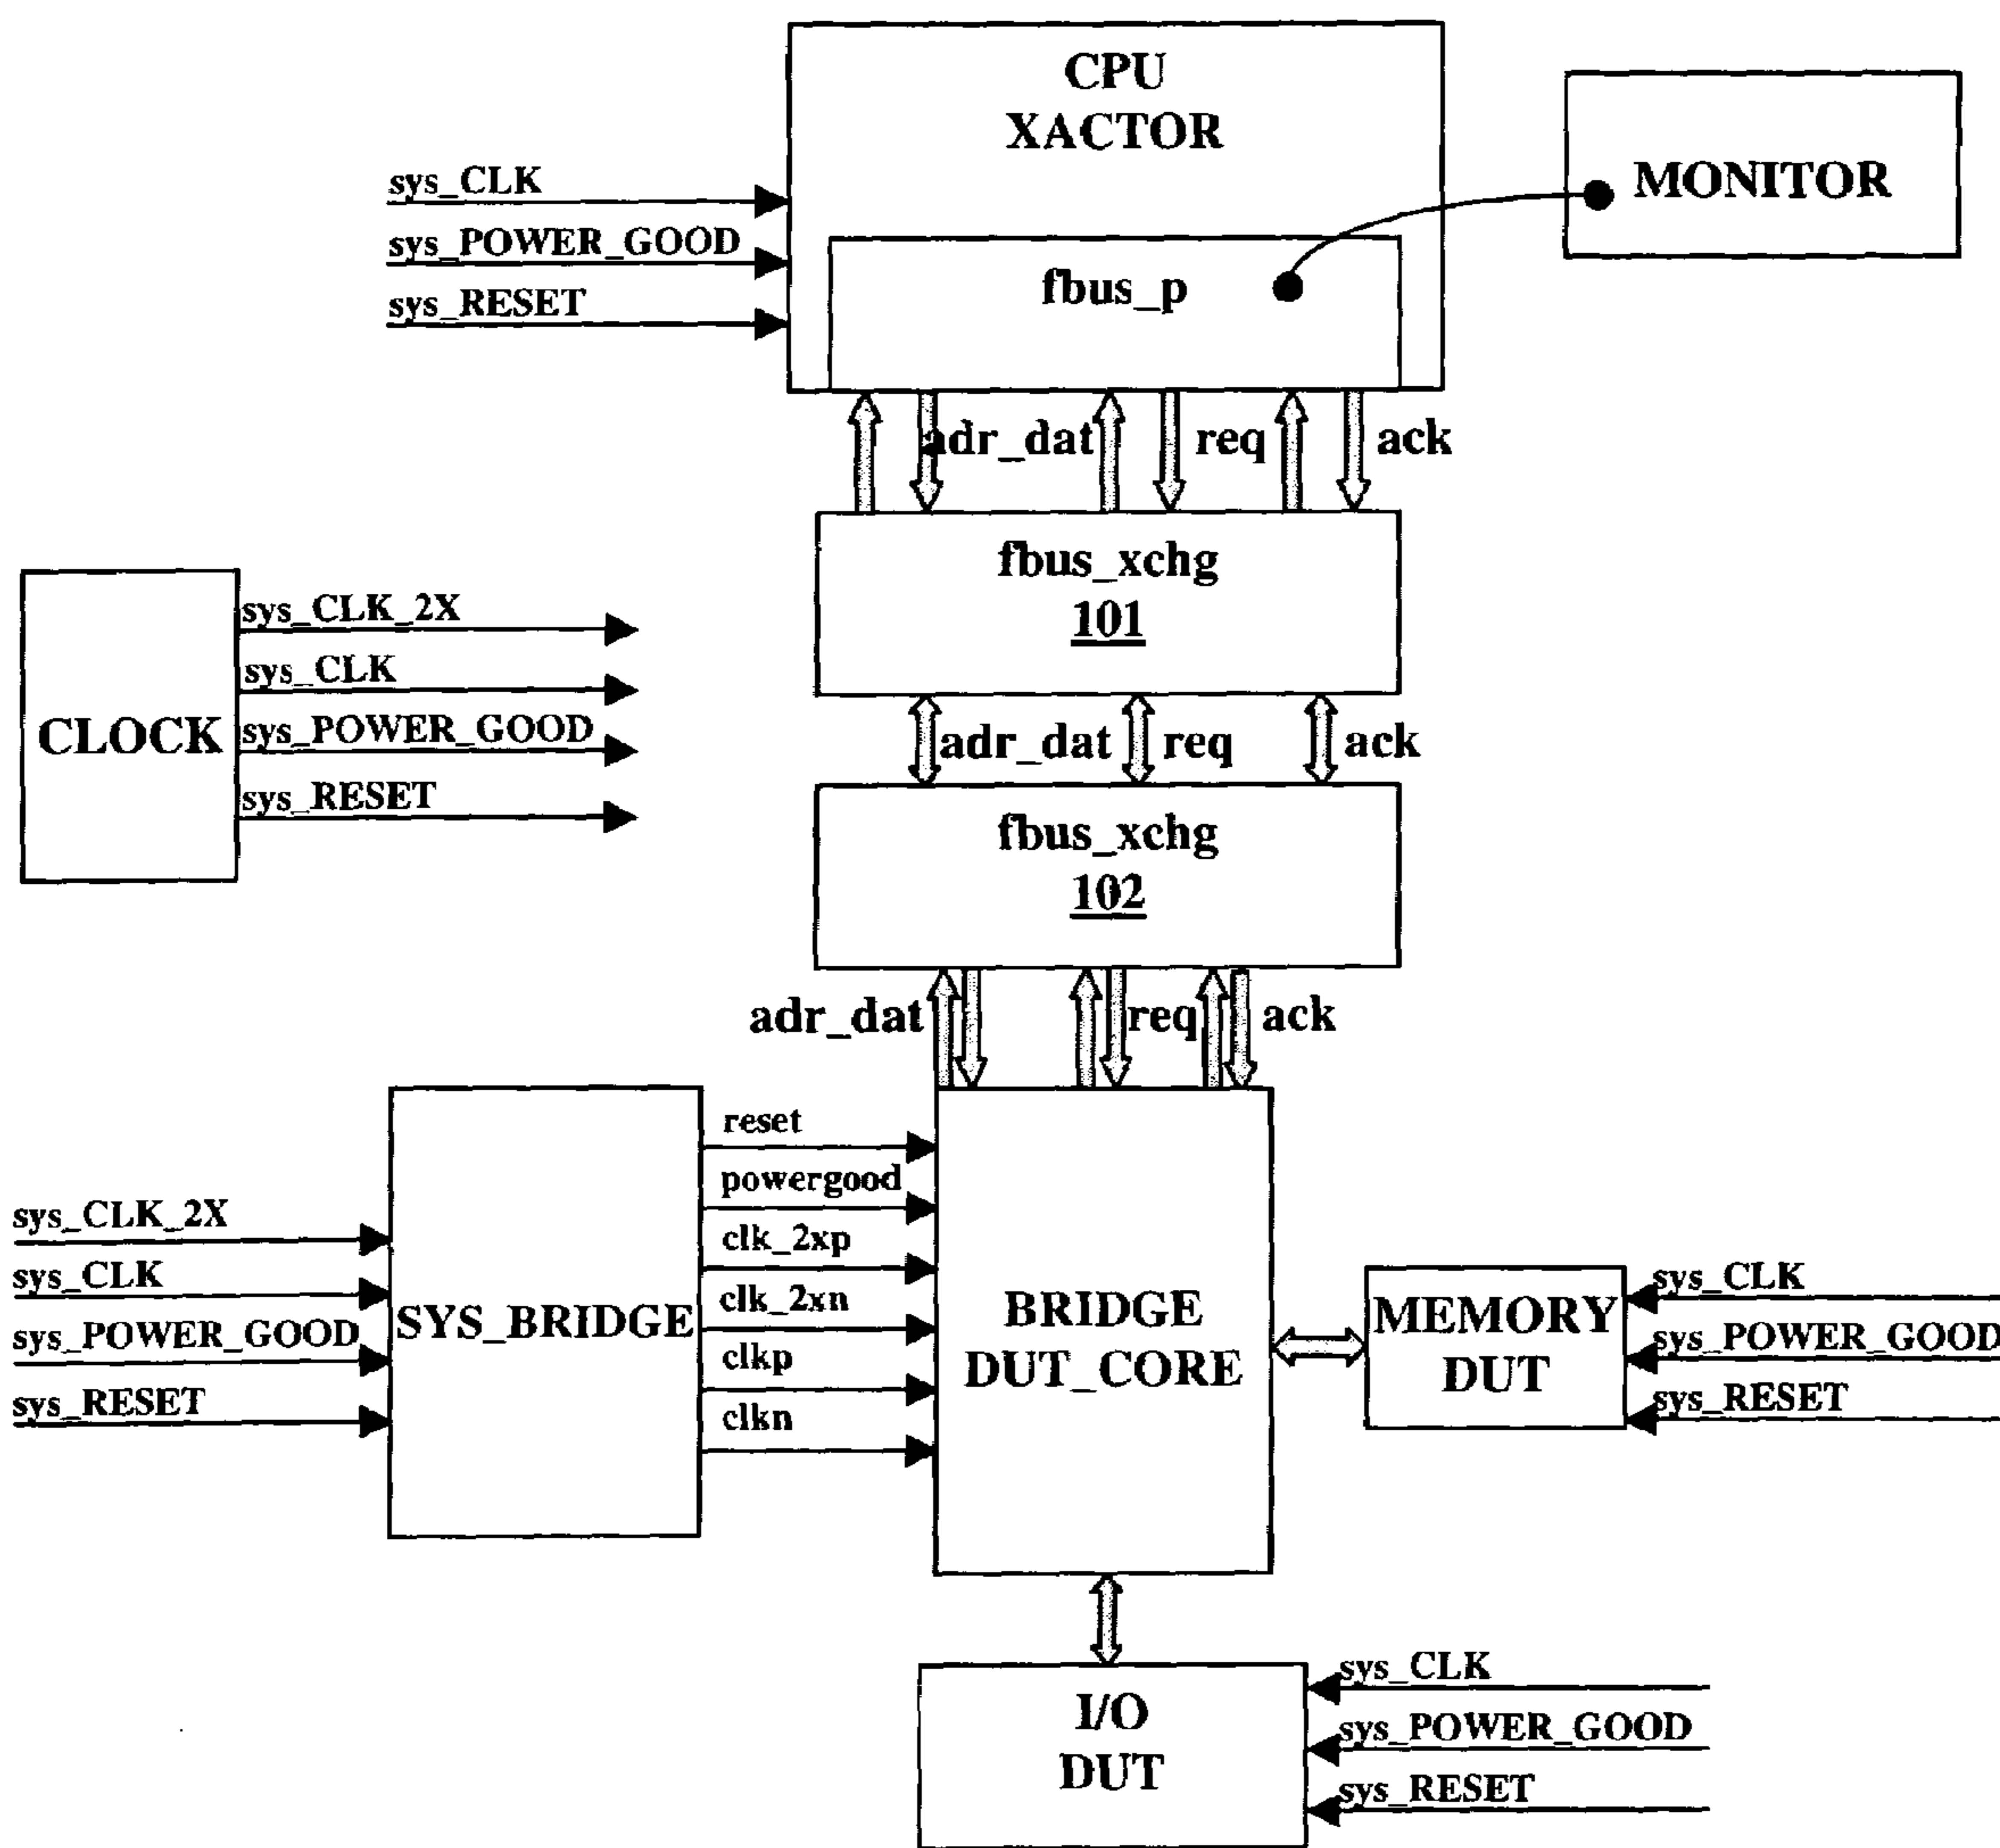 CPU
XACTOR
MONITOR
sys_CLK
sys_POWER_GOOD
sys_RESET
fbus_p
adr_dat req ack
fbus_xchg
101
CLOCK
sys_CLK_2X
sys_CLK
sys_POWER_GOOD
sys_RESET
adr_dat req ack
fbus_xchg
102
adr_dat req ack
sys_CLK_2X
sys_CLK
sys_POWER_GOOD
sys_RESET
SYS_BRIDGE
reset
powergood
clk_2xp
clk_2xn
clkp
clkn
BRIDGE
DUT_CORE
MEMORY
DUT
sys_CLK
sys_POWER_GOOD
sys_RESET
I/O
DUT
sys_CLK
sys_POWER_GOOD
sys_RESET